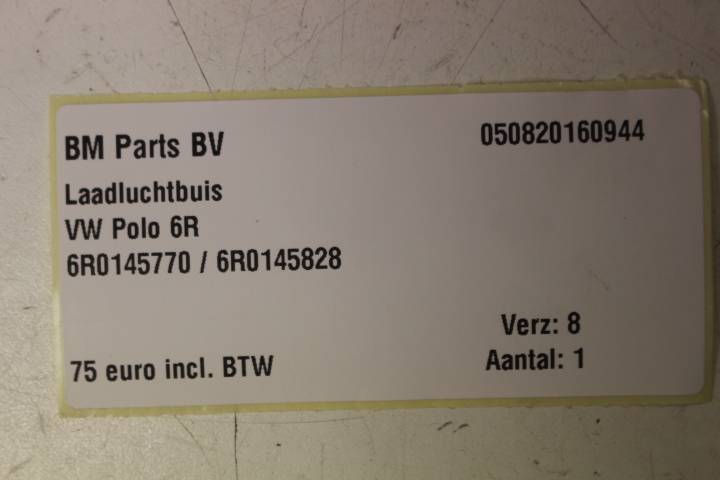 BM Parts BV 050820160944
Laadluchtbuis
VW Polo 6R
6R0145770 / 6R0145828
Verz: 8
75 euro incl. BTW Aantal: 1